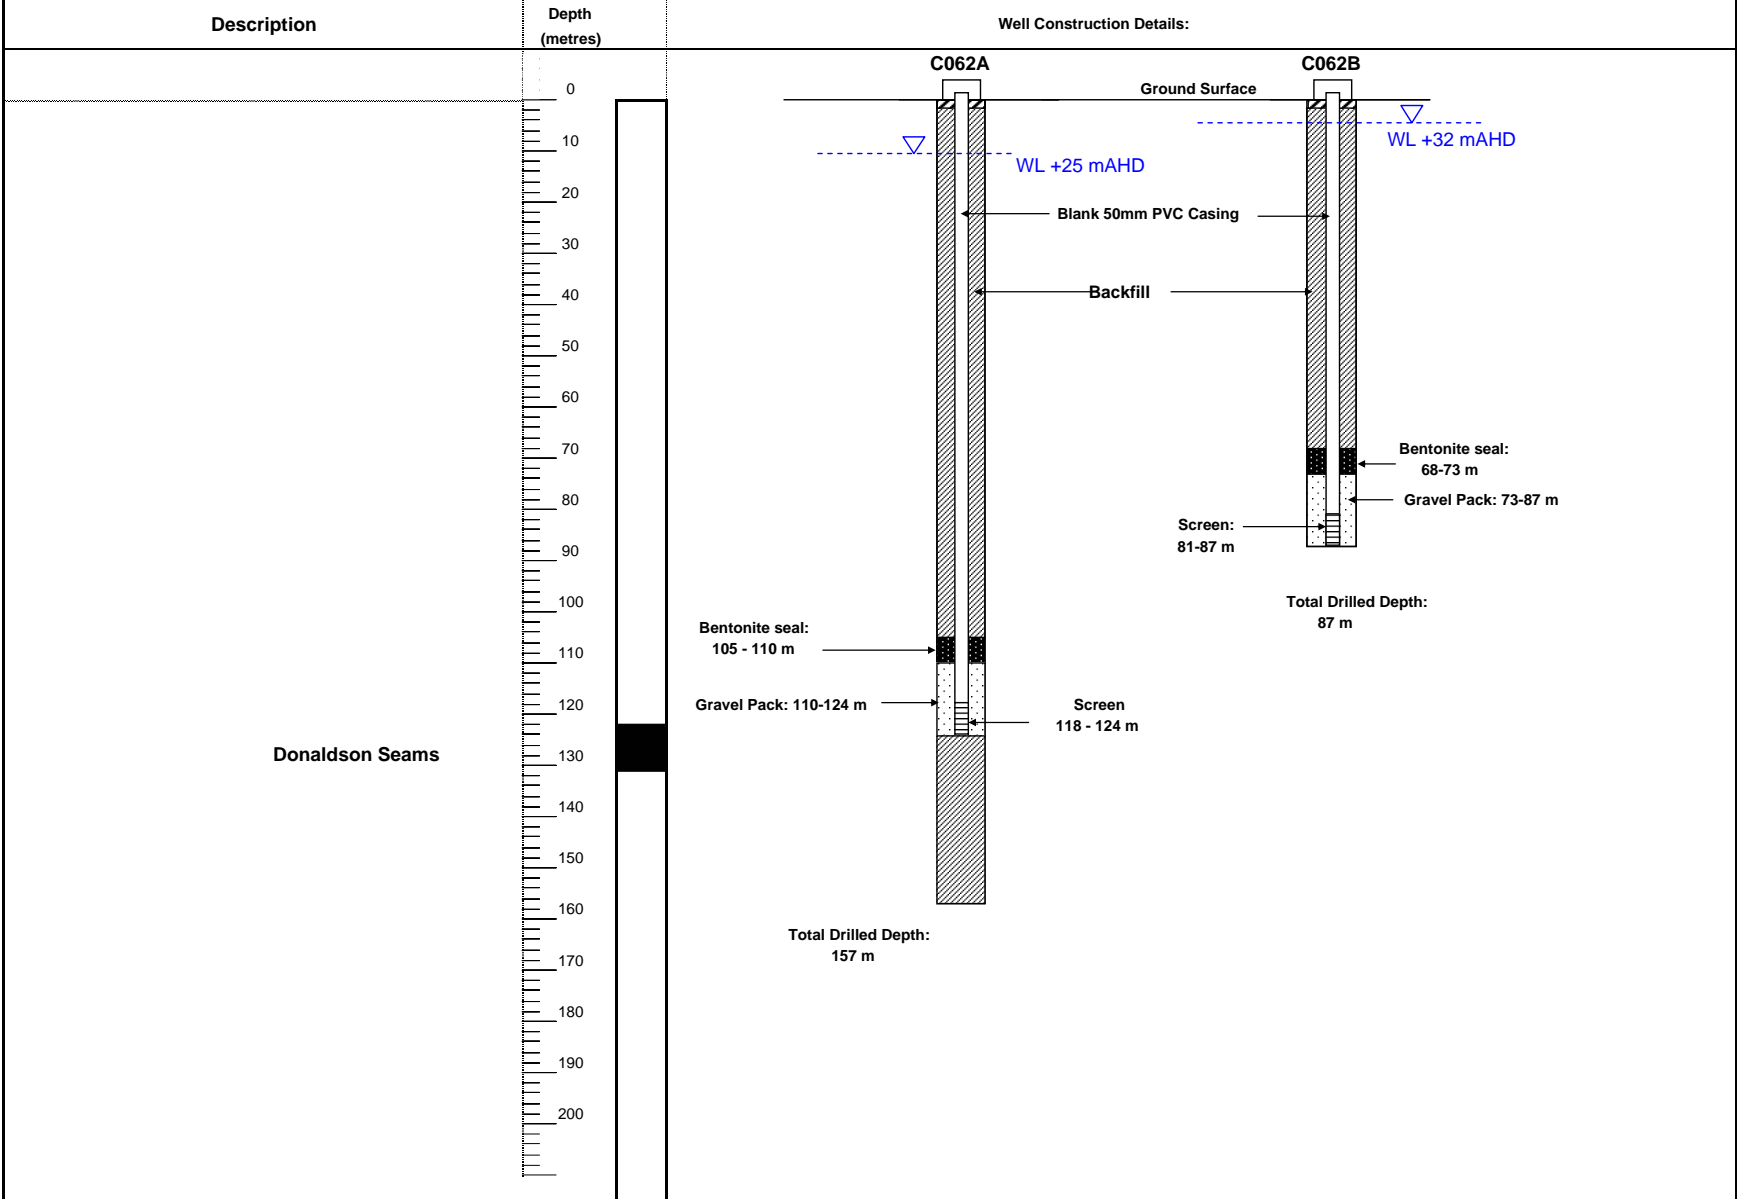 Description
Depth
(metres)
Well Construction Details:
C062A
C062B
0
Ground Surface
10
WL +25 mAHD
WL +32 mAHD
20
Blank 50mm PVC Casing
30
40
Backfill
50
60
70
Bentonite seal:
68-73 m
80
Gravel Pack: 73-87 m
Screen:
81-87 m
90
100
Total Drilled Depth:
87 m
Bentonite seal:
105 - 110 m
110
120
Gravel Pack: 110-124 m
Screen
118 - 124 m
Donaldson Seams
130
140
150
160
Total Drilled Depth:
157 m
170
180
190
200